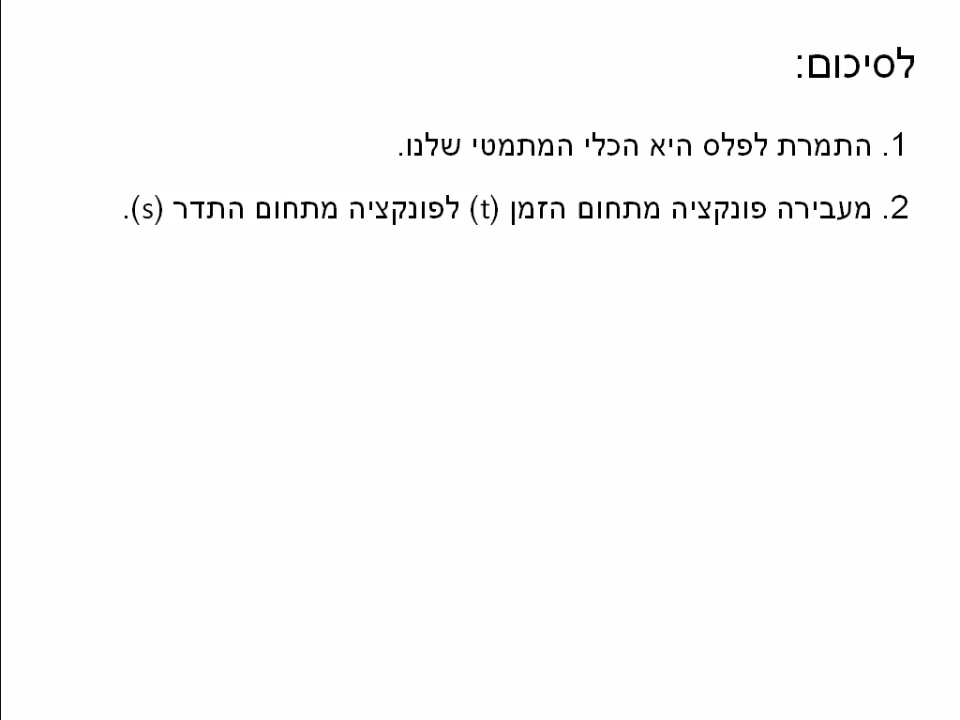 לסיכום:
1. התמרת לפלס היא הכלי המתמטי שלנו.
2. מעבירה פונקציה מתחום הזמן (t) לפונקציה מתחום התדר (s).